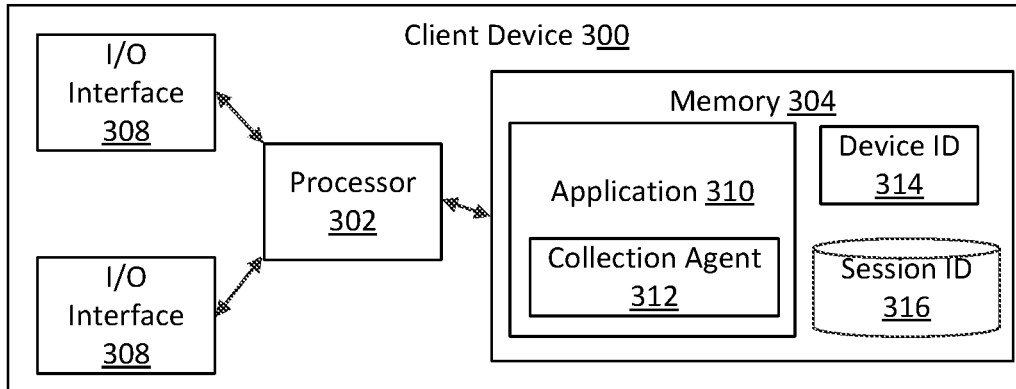 Client Device 300
I/O
Interface
308
I/O
Interface
308
Processor
302
Memory 304
Application 310
Collection Agent
312
Device ID
314
Session ID
316